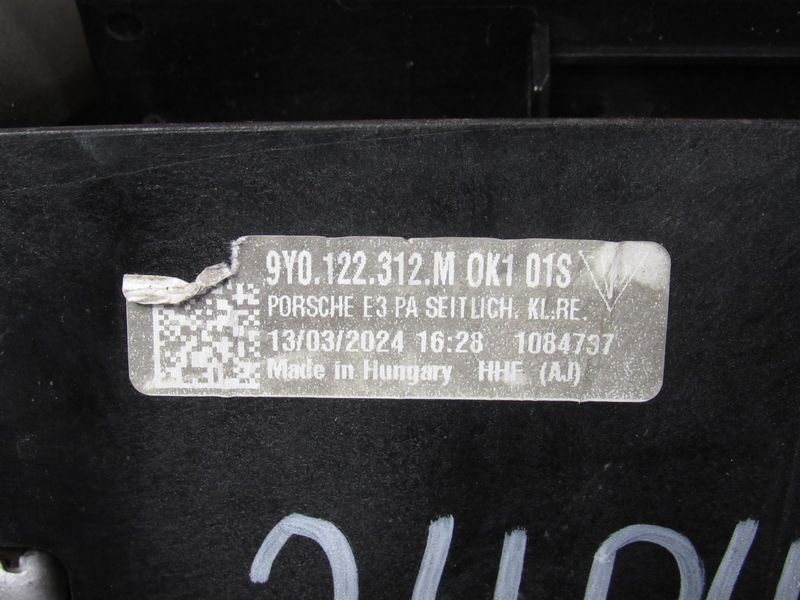 9Y0.122.312.M 0K1 01S
PORSCHE E3 PA SEITLICH. KL.RE.
13/03/2024 16:28 1084737
Made in Hungary HHF (AJ)